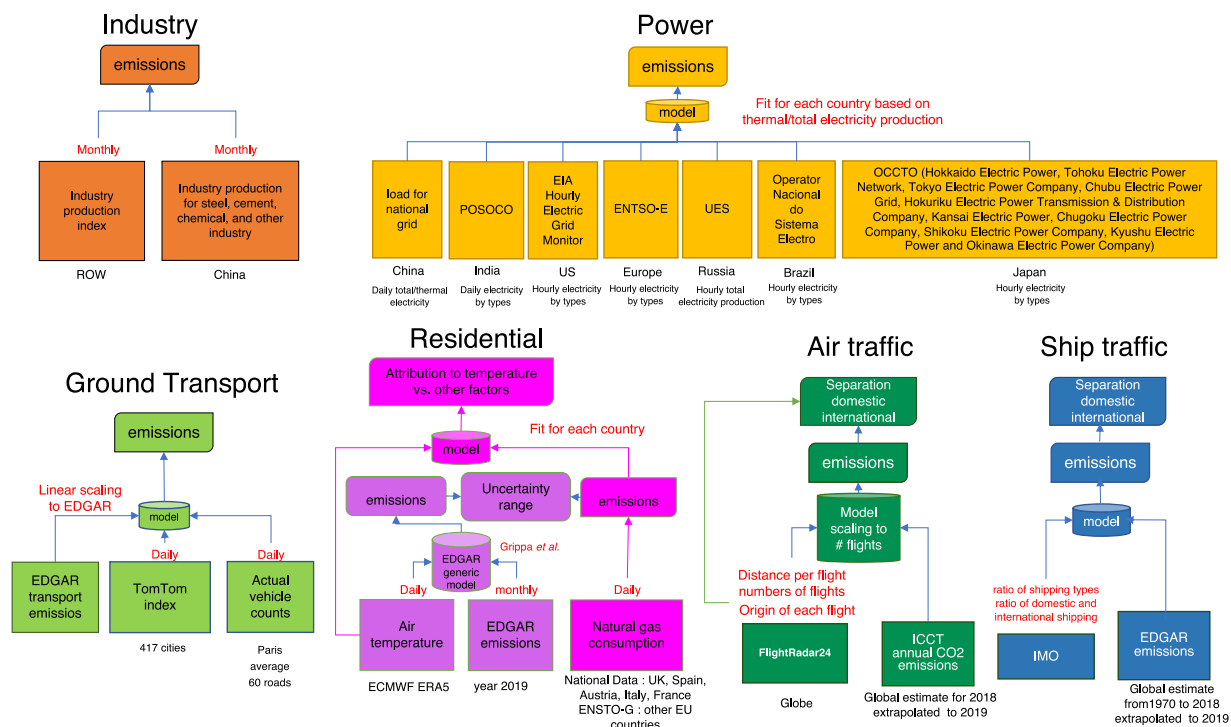 Industry
emissions
Monthly
Monthly
Industry
production
index
Industry production
for steel, cement,
chemical, and other
industry
ROW
China
Power
emissions
model
Fit for each country based on
thermal/total electricity production
load for
national
grid
POSOCO
EIA
Hourly
Electric
Grid
Monitor
ENTSO-E
UES
Operator
Nacional
do
Sistema
Electro
OCCTO (Hokkaido Electric Power, Tohoku Electric Power
Network, Tokyo Electric Power Company, Chubu Electric Power
Grid, Hokuriku Electric Power Transmission & Distribution
Company, Kansai Electric Power, Chugoku Electric Power
Company, Shikoku Electric Power Company, Kyushu Electric
Power and Okinawa Electric Power Company)
China
Daily total/thermal
electricity
India
Daily electricity
by types
US
Hourly electricity
by types
Europe
Hourly electricity
by types
Russia
Hourly total
electricity production
Brazil
Hourly electricity
by types
Japan
Hourly electricity
by types
Ground Transport
emissions
Linear scaling
to EDGAR
model
Daily
Daily
EDGAR
transport
emissios
TomTom
index
Actual
vehicle
counts
417 cities
Paris
average
60 roads
Residential
Attribution to temperature
vs. other factors
model
Fit for each country
emissions
Uncertainty
range
emissions
Grippa et al.
EDGAR
generic
model
Daily
monthly
Daily
Air
temperature
EDGAR
emissions
Natural gas
consumption
ECMWF ERA5
year 2019
National Data : UK, Spain,
Austria, Italy, France
ENSTO-G : other EU
countries
Air traffic
Separation
domestic
international
emissions
Model
scaling to
# flights
Distance per flight
numbers of flights
Origin of each flight
FlightRadar24
ICCT
annual CO2
emissions
Globe
Global estimate for 2018
extrapolated to 2019
Ship traffic
Separation
domestic
international
emissions
model
ratio of shipping types
ratio of domestic and
international shipping
IMO
EDGAR
emissions
Global estimate
from1970 to 2018
extrapolated to 2019